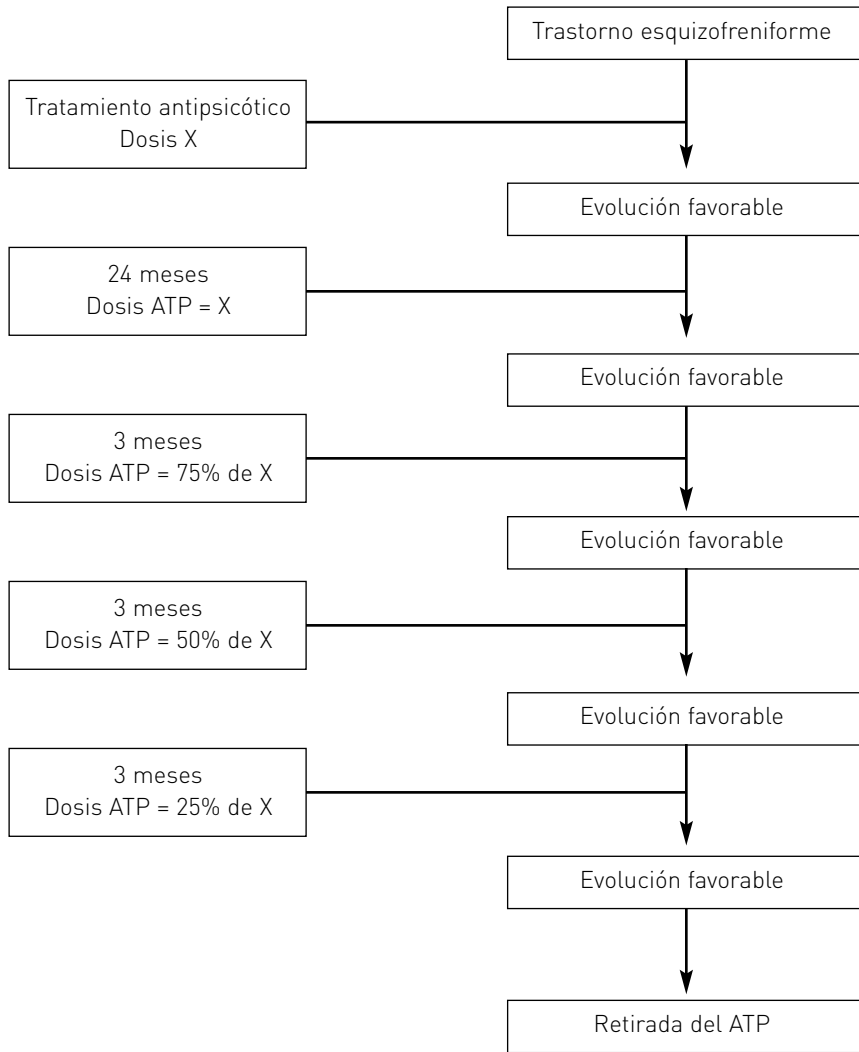 Trastorno esquizofreniforme
Tratamiento antipsicótico
Dosis X
Evolución favorable
24 meses
Dosis ATP = X
Evolución favorable
3 meses
Dosis ATP = 75% de X
Evolución favorable
3 meses
Dosis ATP = 50% de X
Evolución favorable
3 meses
Dosis ATP = 25% de X
Evolución favorable
Retirada del ATP